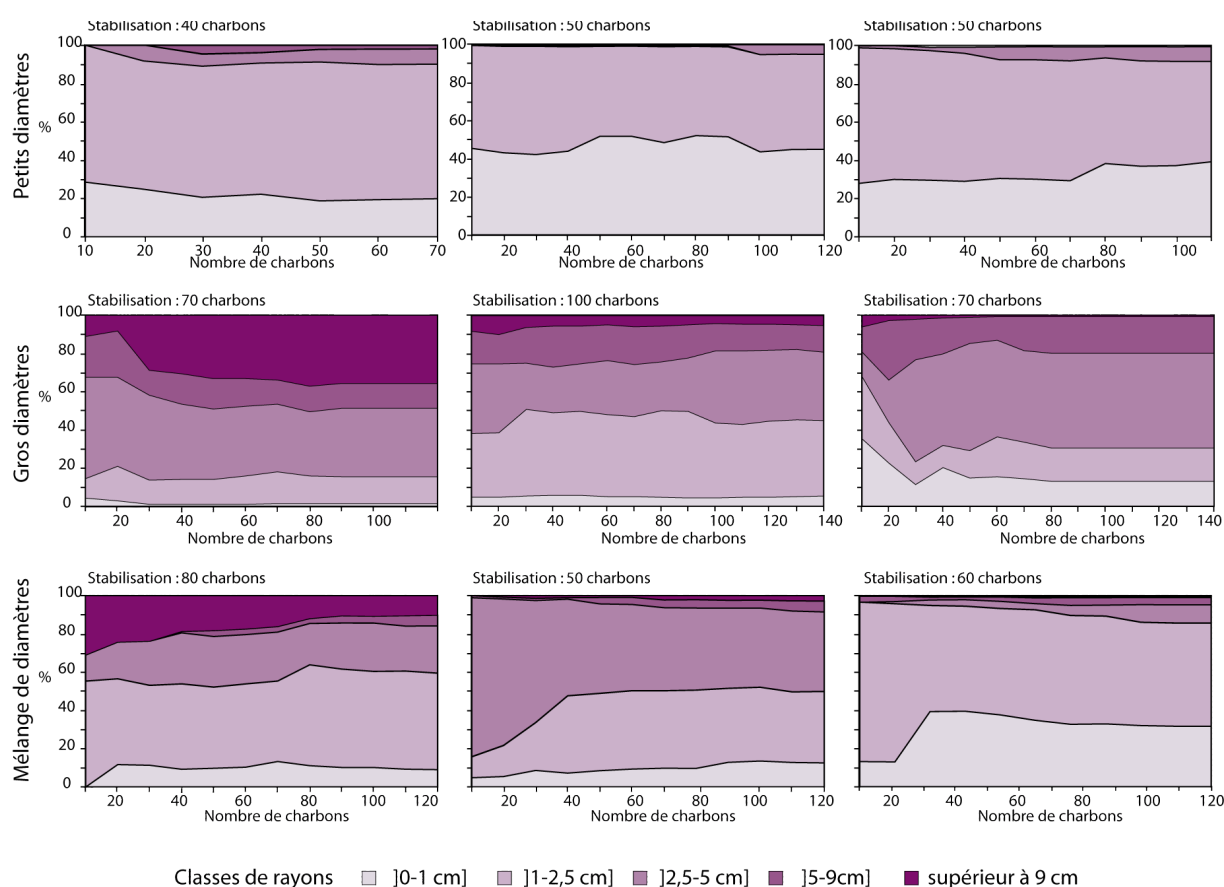 Stabilisation : 40 charbons
Stabilisation : 50 charbons
Stabilisation : 50 charbons
Petits diamètres
%
100
80
60
40
20
0
10 20 30 40 50 60 70
Nombre de charbons
100
80
60
40
20
0
20 40 60 80 100 120
Nombre de charbons
100
80
60
40
20
0
20 40 60 80 100
Nombre de charbons
Stabilisation : 70 charbons
Stabilisation : 100 charbons
Stabilisation : 70 charbons
Gros diamètres
%
100
80
60
40
20
0
20 40 60 80 100
Nombre de charbons
20 40 60 80 100 120 140
Nombre de charbons
20 40 60 80 100 120 140
Nombre de charbons
Stabilisation : 80 charbons
Stabilisation : 50 charbons
Stabilisation : 60 charbons
Mélange de diamètres
%
100
80
60
40
20
0
20 40 60 80 100 120
Nombre de charbons
20 40 60 80 100 120
Nombre de charbons
20 40 60 80 100 120
Nombre de charbons
Classes de rayons ]0-1 cm] ]1-2,5 cm] ]2,5-5 cm] ]5-9cm] supérieur à 9 cm